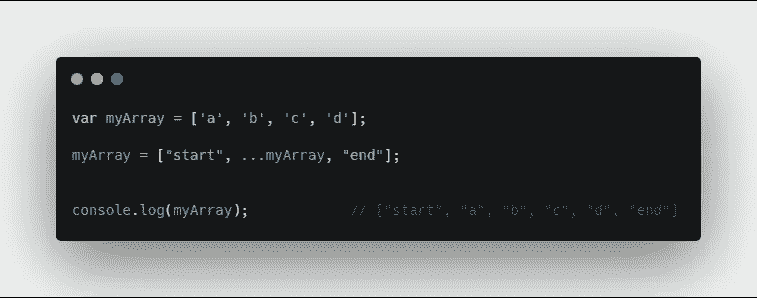 var myArray = ['a', 'b', 'c', 'd'];
myArray = ["start", ...myArray, "end"];
console.log(myArray); // ["start", "a", "b", "c", "d", "end"]